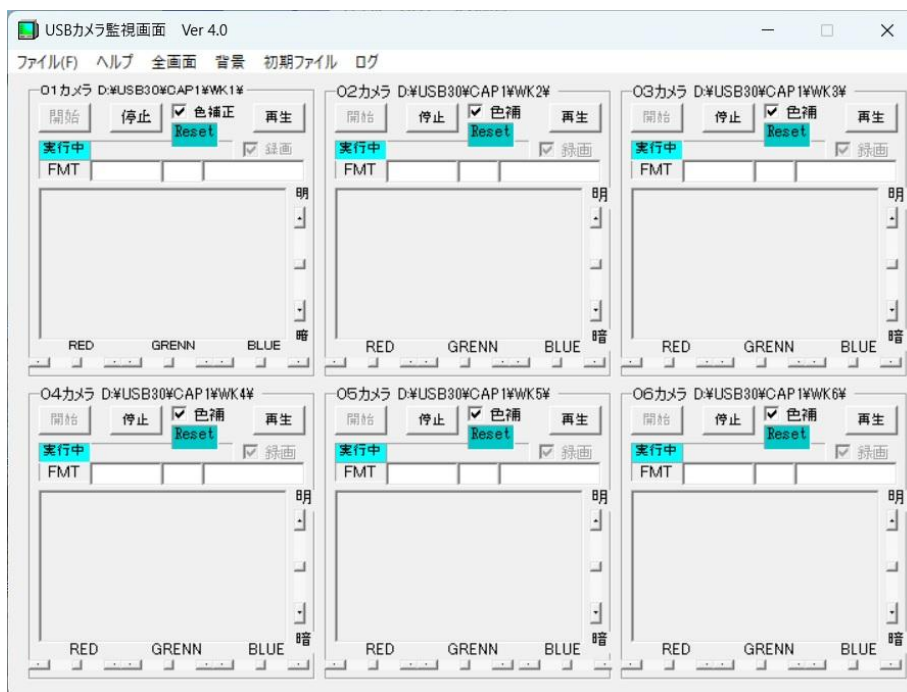 USBカメラ監視画面 Ver 4.0
ファイル(F) ヘルプ 全画面 背景 初期ファイル ログ
01カメラ D:¥USB30¥CAP1¥WK1¥
開始 停止 色補正 再生
Reset
実行中 録画
FMT
明
暗
RED GRENN BLUE
02カメラ D:¥USB30¥CAP1¥WK2¥
開始 停止 色補 再生
Reset
実行中 録画
FMT
明
暗
RED GRENN BLUE
03カメラ D:¥USB30¥CAP1¥WK3¥
開始 停止 色補 再生
Reset
実行中 録画
FMT
明
暗
RED GRENN BLUE
04カメラ D:¥USB30¥CAP1¥WK4¥
開始 停止 色補 再生
Reset
実行中 録画
FMT
明
暗
RED GRENN BLUE
05カメラ D:¥USB30¥CAP1¥WK5¥
開始 停止 色補 再生
Reset
実行中 録画
FMT
明
暗
RED GRENN BLUE
06カメラ D:¥USB30¥CAP1¥WK6¥
開始 停止 色補 再生
Reset
実行中 録画
FMT
明
暗
RED GRENN BLUE